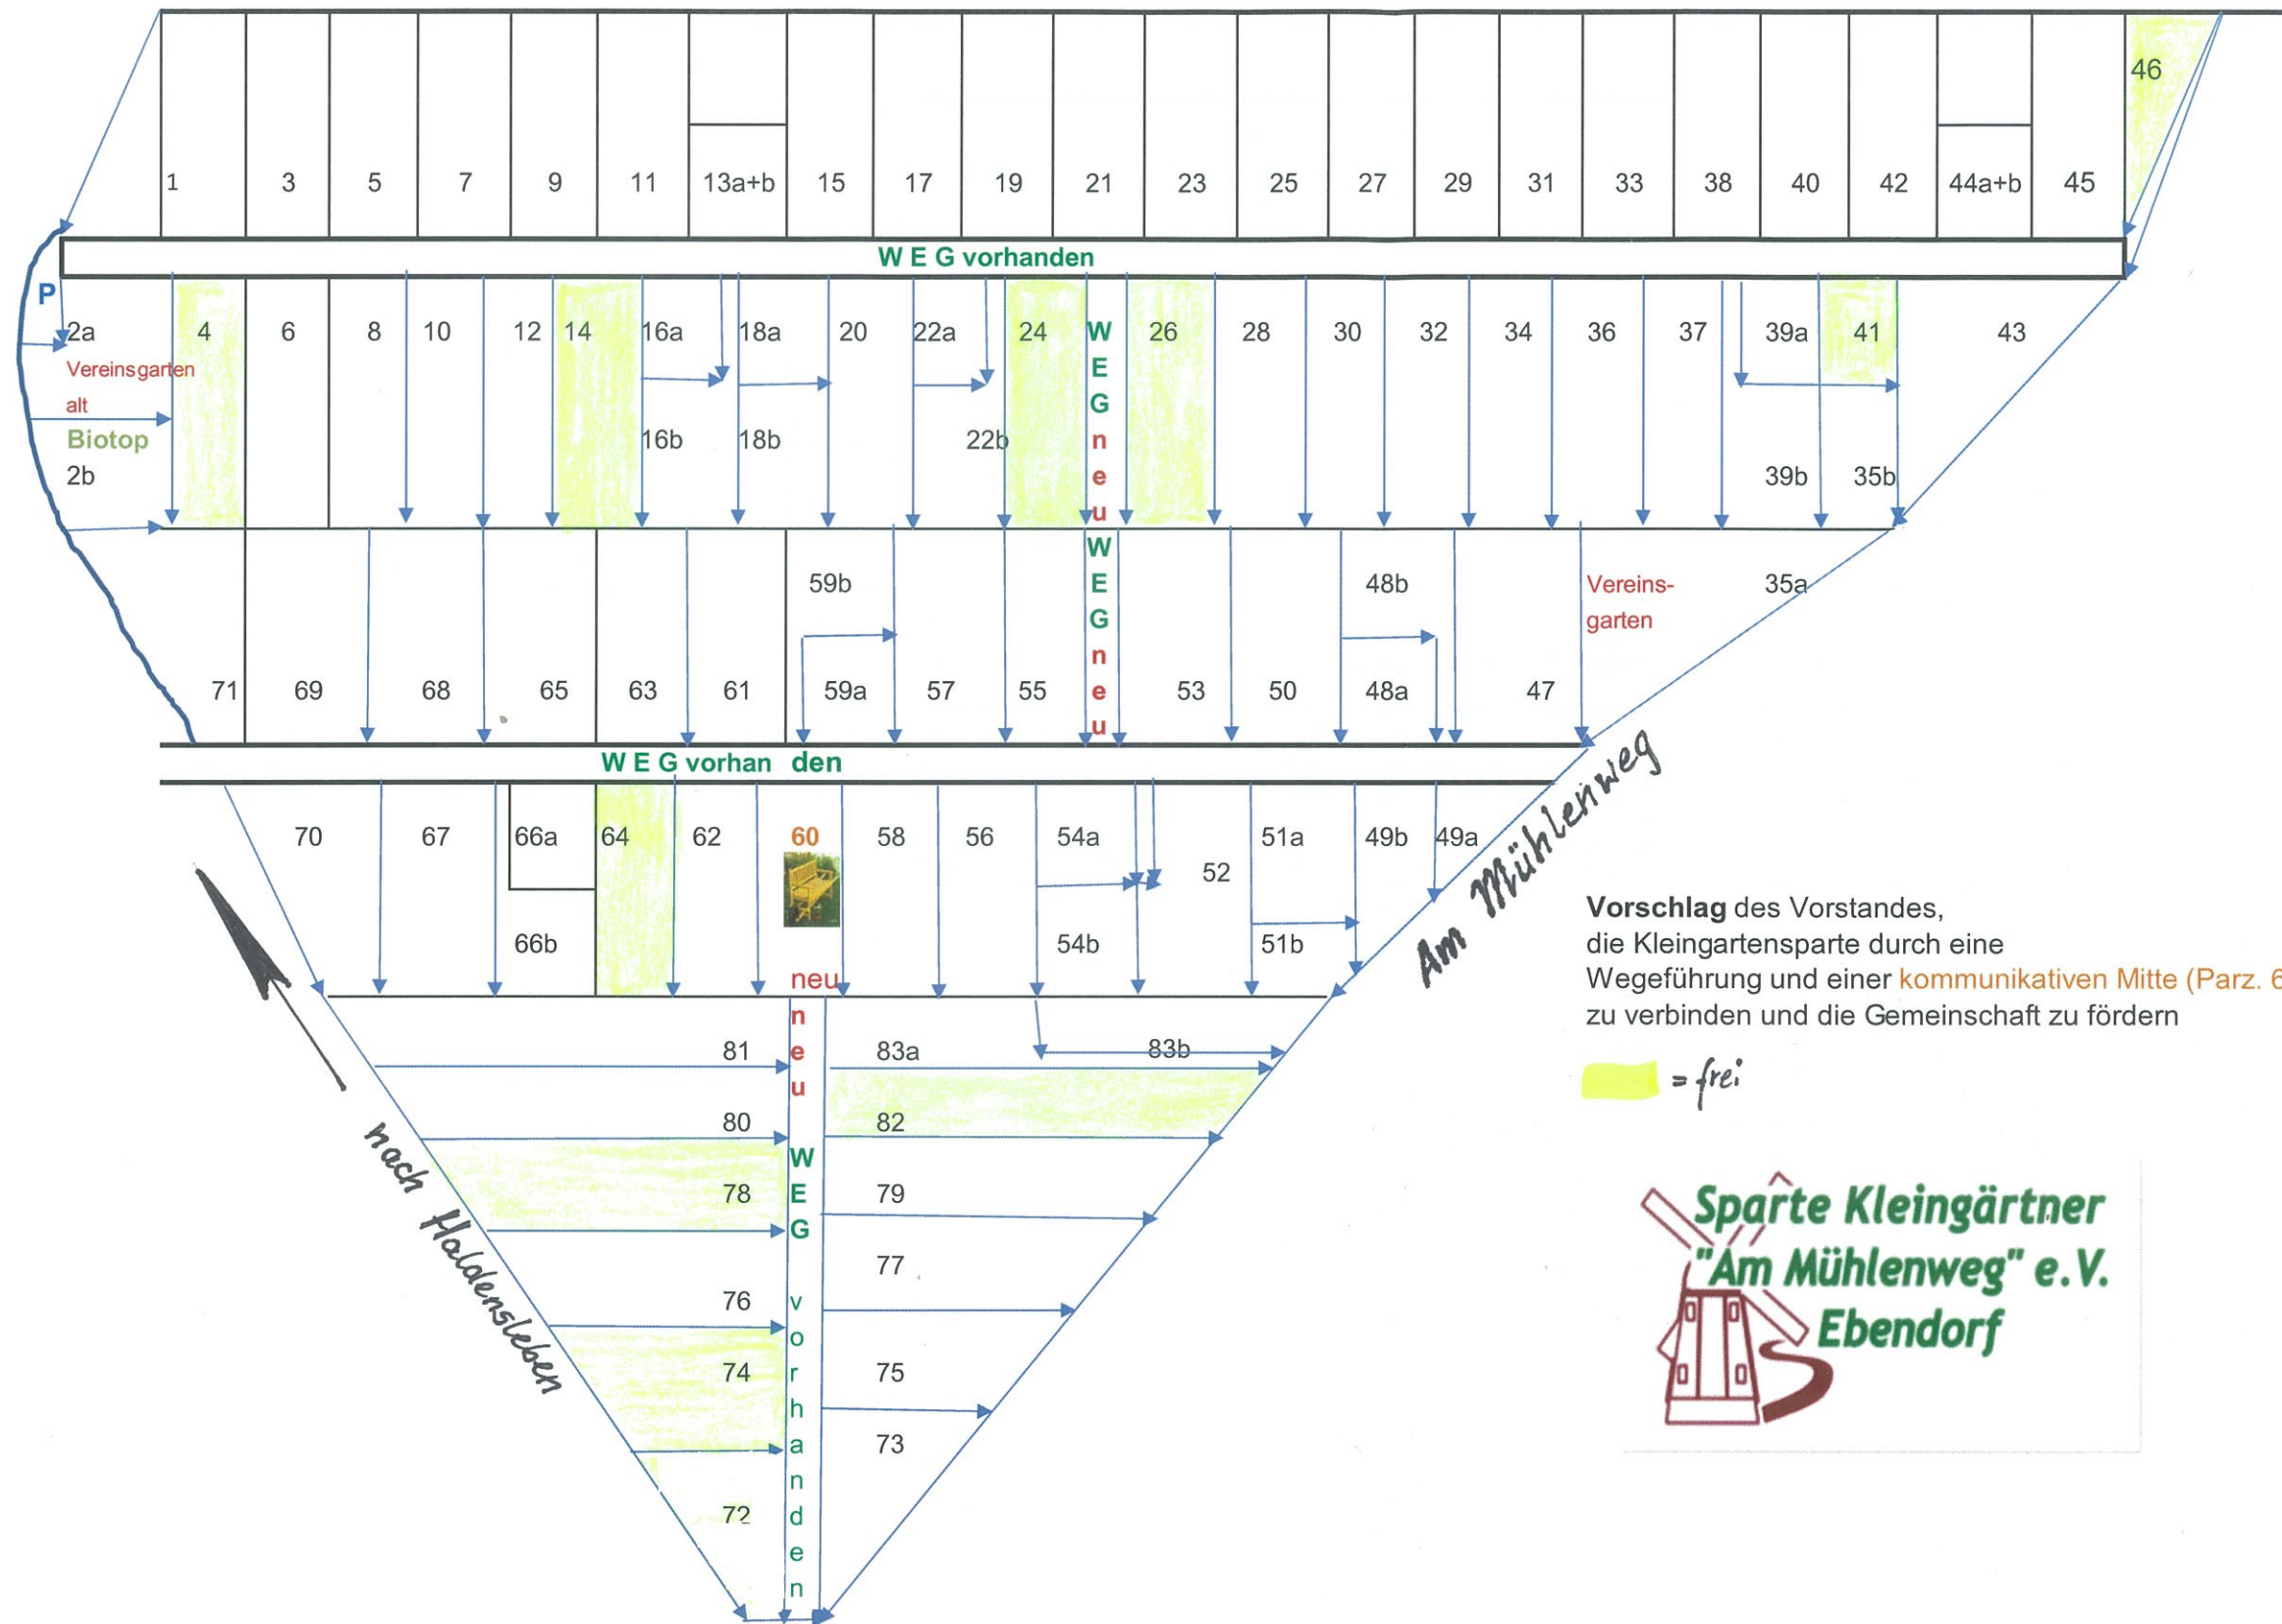 46
1 3 5 7 9 11 13a+b 15 17 19 21 23 25 27 29 31 33 38 40 42 44a+b 45
W E G vorhanden
P
2a 4 6 8 10 12 14 16a 18a 20 22a 24 W 26 28 30 32 34 36 37 39a 41 43
Vereinsgarten E
alt G
Biotop 16b 18b 22b n
2b e 39b 35b
u
W
59b E 48b Vereins- 35a
G garten
n
71 69 68 65 63 61 59a 57 55 e 53 50 48a 47
u
W E G vorhan den
70 67 66a 64 62 60 58 56 54a 51a 49b 49a
52
66b 54b 51b
neu
Am Mühlenweg
Vorschlag des Vorstandes,
die Kleingartensparte durch eine
Wegeführung und einer kommunikativen Mitte (Parz. 6
zu verbinden und die Gemeinschaft zu fördern
= frei
n
81 e 83a 83b
u
80 82
W
78 E 79
G
77
76 v
o
74 r 75
h
a 73
n
72 d
e
n
nach Haldensleben
Sparte Kleingärtner
"Am Mühlenweg" e.V.
Ebendorf